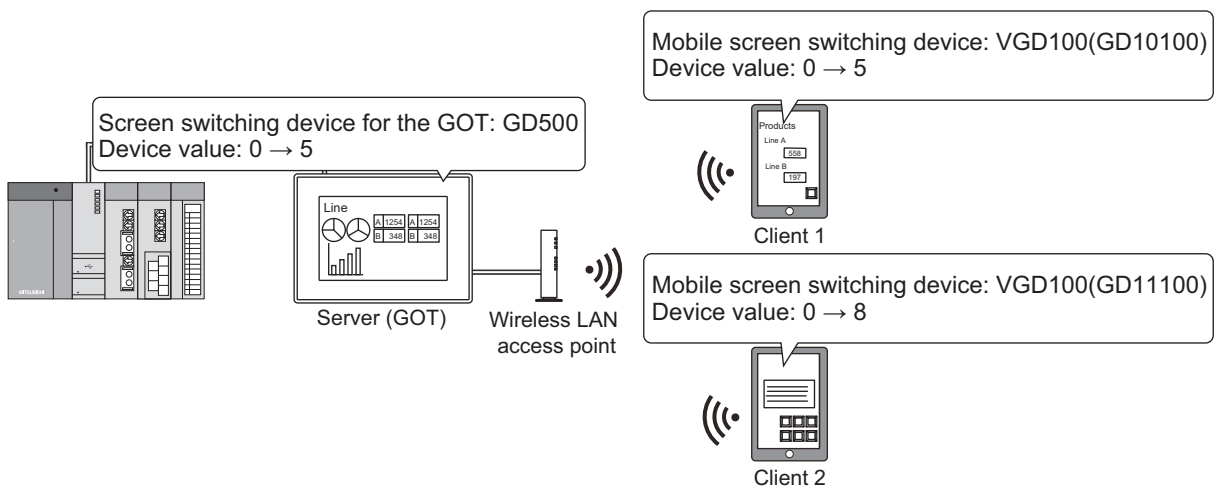 Mobile screen switching device: VGD100(GD10100)
Device value: 0 → 5
Screen switching device for the GOT: GD500
Device value: 0 → 5
Products
Line A
558
Line B
197
Client 1
MITSUBISHI
Line
A 1254 A 1254
B 348 B 348
Server (GOT)
Wireless LAN
access point
Mobile screen switching device: VGD100(GD11100)
Device value: 0 → 8
Client 2